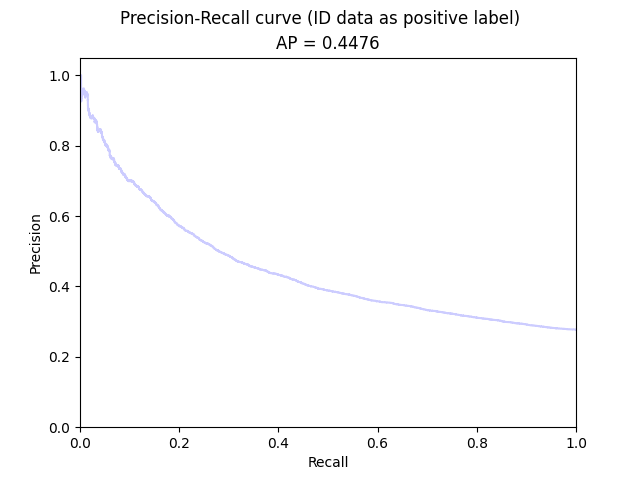 Precision-Recall curve (ID data as positive label)
AP = 0.4476
1.0
0.8
0.6
0.4
0.2
0.0
Precision
0.0 0.2 0.4 0.6 0.8 1.0
Recall